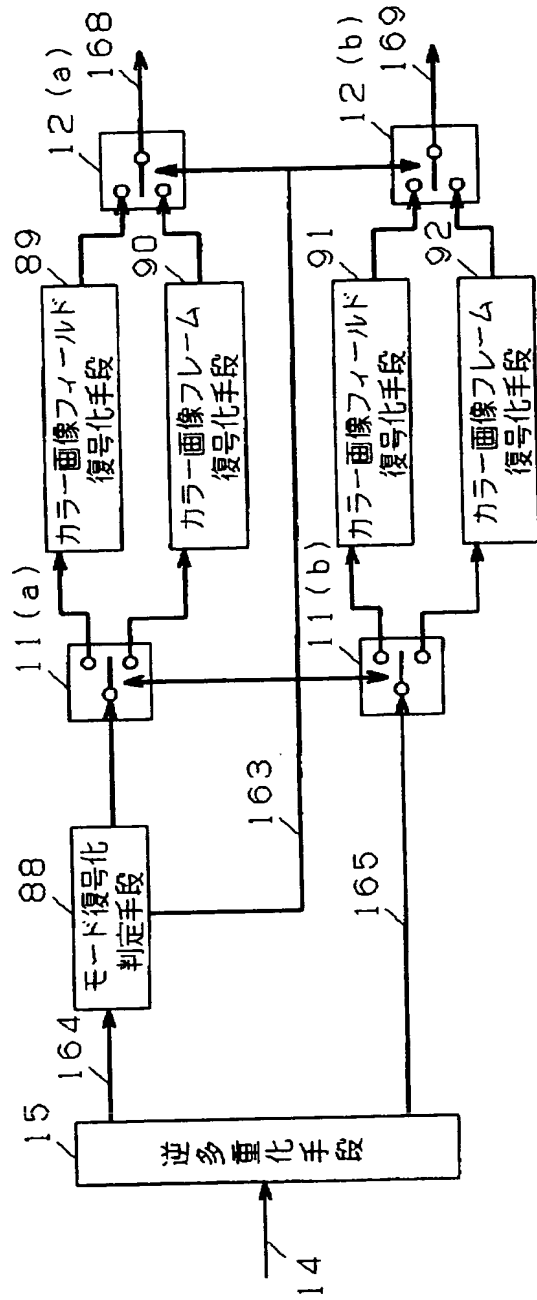 14
15
逆多重化手段
164
165
88
モード復号化
判定手段
163
11(a)
11(b)
89
カラー画像フィールド
復号化手段
90
カラー画像フレーム
復号化手段
91
カラー画像フィールド
復号化手段
92
カラー画像フレーム
復号化手段
12(a)
168
12(b)
169